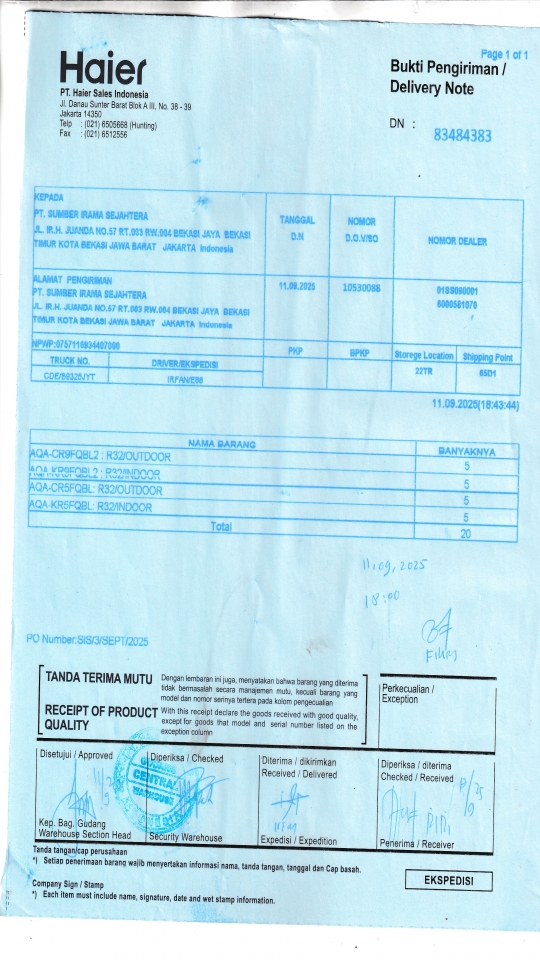 Page 1 of 1
Haier
Bukti Pengiriman /
Delivery Note
PT. Haier Sales Indonesia
Jl. Danau Sunter Barat Blok A III, No. 38 - 39
Jakarta 14350
Telp : (021) 6505668 (Hunting)
Fax : (021) 6512556
DN : 83484383
KEPADA
PT. SUMBER IRAMA SEJAHTERA
JL. IR.H. JUANDA NO.57 RT.003 RW.004 BEKASI JAYA BEKASI
TIMUR KOTA BEKASI JAWA BARAT JAKARTA Indonesia
TANGGAL
D.N
NOMOR
D.O./SO
NOMOR DEALER
ALAMAT PENGIRIMAN
PT. SUMBER IRAMA SEJAHTERA
JL. IR.H. JUANDA NO.57 RT.003 RW.004 BEKASI JAYA BEKASI
TIMUR KOTA BEKASI JAWA BARAT JAKARTA Indonesia
11.09.2025
10530088
NPWP:
PKP
BPKP
Storege Location
Shipping Point
TRUCK NO.
DRIVER/EKSPEDISI
22TR
85D1
11.09.2025(18:43:44)
NAMA BARANG
BANYAKNYA
AQA-CR9FQBL2 : R32/OUTDOOR
5
AQA-KR9FQBL2 : R32/INDOOR
5
AQA-CR5FQBL: R32/OUTDOOR
5
AQA-KR5FQBL: R32/INDOOR
5
Total
20
11.09.2025
18:00
PO Number:SIS/3/SEPT/2025
TANDA TERIMA MUTU
Dengan lembaran ini juga, menyatakan bahwa barang yang diterima
tidak bermasalah secara manajemen mutu, kecuali barang yang
model dan nomor serinya tertera pada kolom pengecualian
RECEIPT OF PRODUCT
QUALITY
With this receipt declare the goods received with good quality,
except for goods that model and serial number listed on the
exception column
Perkecualian /
Exception
Disetujui / Approved
Diperiksa / Checked
Diterima / dikirimkan
Received / Delivered
Diperiksa / diterima
Checked / Received
CENTRAL
WAREHOUSE
Kep. Bag. Gudang
Warehouse Section Head
Security Warehouse
Expedisi / Expedition
Penerima / Receiver
Tanda tangan/cap perusahaan
*) Setiap penerimaan barang wajib menyertakan informasi nama, tanda tangan, tanggal dan Cap basah.
EKSPEDISI
Company Sign / Stamp
*) Each item must include name, signature, date and wet stamp information.